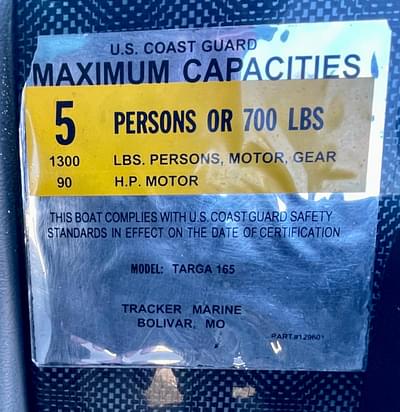 U.S. COAST GUARD
MAXIMUM CAPACITIES
5 PERSONS OR 700 LBS
1300 LBS. PERSONS, MOTOR, GEAR
90 H.P. MOTOR
THIS BOAT COMPLIES WITH U.S. COAST GUARD SAFETY
STANDARDS IN EFFECT ON THE DATE OF CERTIFICATION
MODEL: TARGA 165
TRACKER MARINE
BOLIVAR, MO
PART#129601